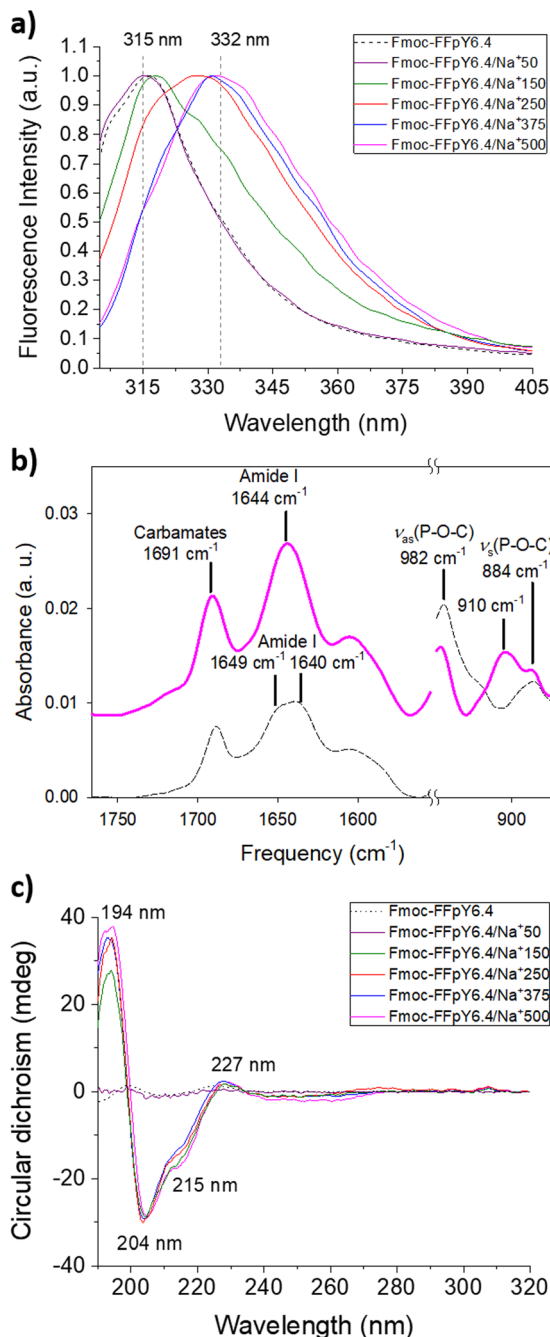 a)
315 nm
332 nm
Fmoc-FFpY6.4
Fmoc-FFpY6.4/Na⁺50
Fmoc-FFpY6.4/Na⁺150
Fmoc-FFpY6.4/Na⁺250
Fmoc-FFpY6.4/Na⁺375
Fmoc-FFpY6.4/Na⁺500
Fluorescence Intensity (a.u.)
1.0
0.9
0.8
0.7
0.6
0.5
0.4
0.3
0.2
0.1
0.0
315
330
345
360
375
390
405
Wavelength (nm)
b)
Amide I
1644 cm⁻¹
Carbamates
1691 cm⁻¹
Amide I
1649 cm⁻¹
1640 cm⁻¹
νas(P-O-C)
982 cm⁻¹
νs(P-O-C)
884 cm⁻¹
910 cm⁻¹
Absorbance (a. u.)
0.03
0.02
0.01
0.00
1750
1700
1650
1600
900
Frequency (cm⁻¹)
c)
194 nm
227 nm
215 nm
204 nm
Fmoc-FFpY6.4
Fmoc-FFpY6.4/Na⁺50
Fmoc-FFpY6.4/Na⁺150
Fmoc-FFpY6.4/Na⁺250
Fmoc-FFpY6.4/Na⁺375
Fmoc-FFpY6.4/Na⁺500
Circular dichroism (mdeg)
40
20
0
-20
-40
200
220
240
260
280
300
320
Wavelength (nm)